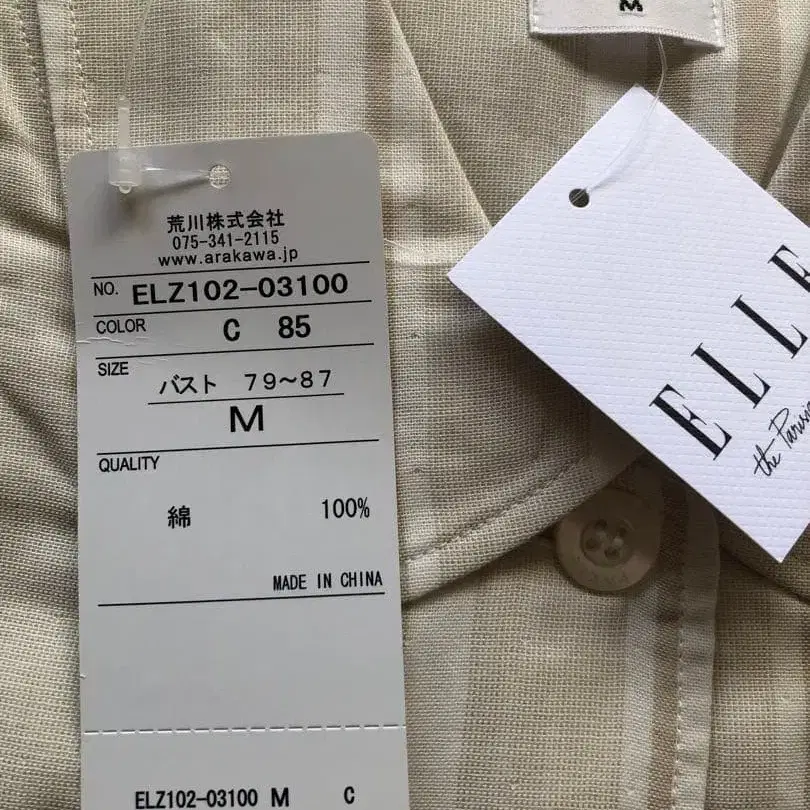 M
荒川株式会社
075-341-2115
www.arakawa.jp
NO. ELZ102-03100
COLOR C 85
SIZE
バスト 79～87
M
QUALITY
綿 100%
MADE IN CHINA
ELZ102-03100 M C
ELLE
the